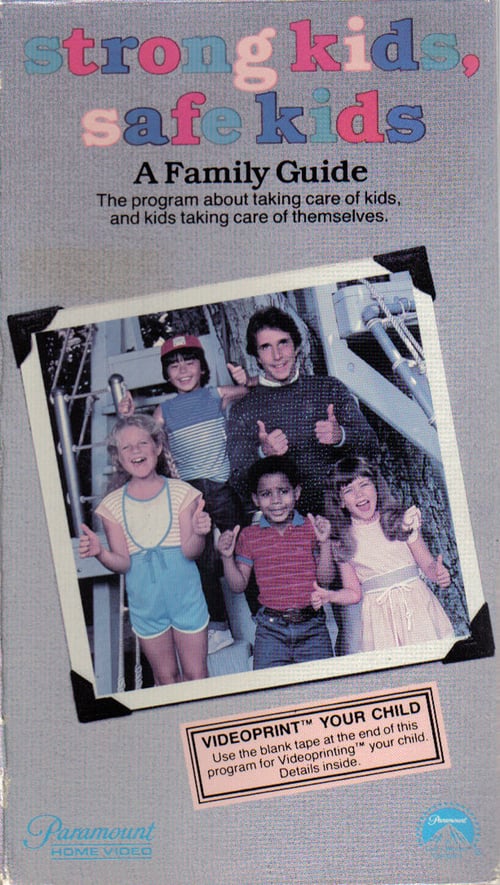 strong kids,
safe kids
A Family Guide
The program about taking care of kids,
and kids taking care of themselves.
VIDEOPRINT™ YOUR CHILD
Use the blank tape at the end of this
program for Videoprinting™ your child.
Details inside.
Paramount
HOME VIDEO
Paramount